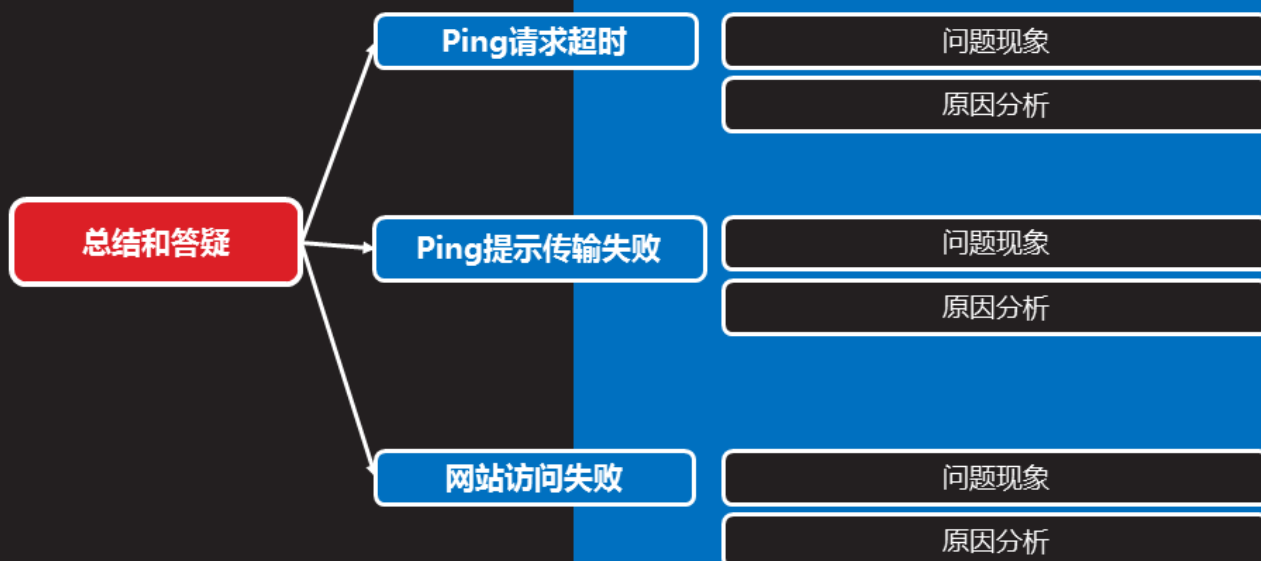 Ping请求超时
问题现象
原因分析
总结和答疑
Ping提示传输失败
问题现象
原因分析
网站访问失败
问题现象
原因分析